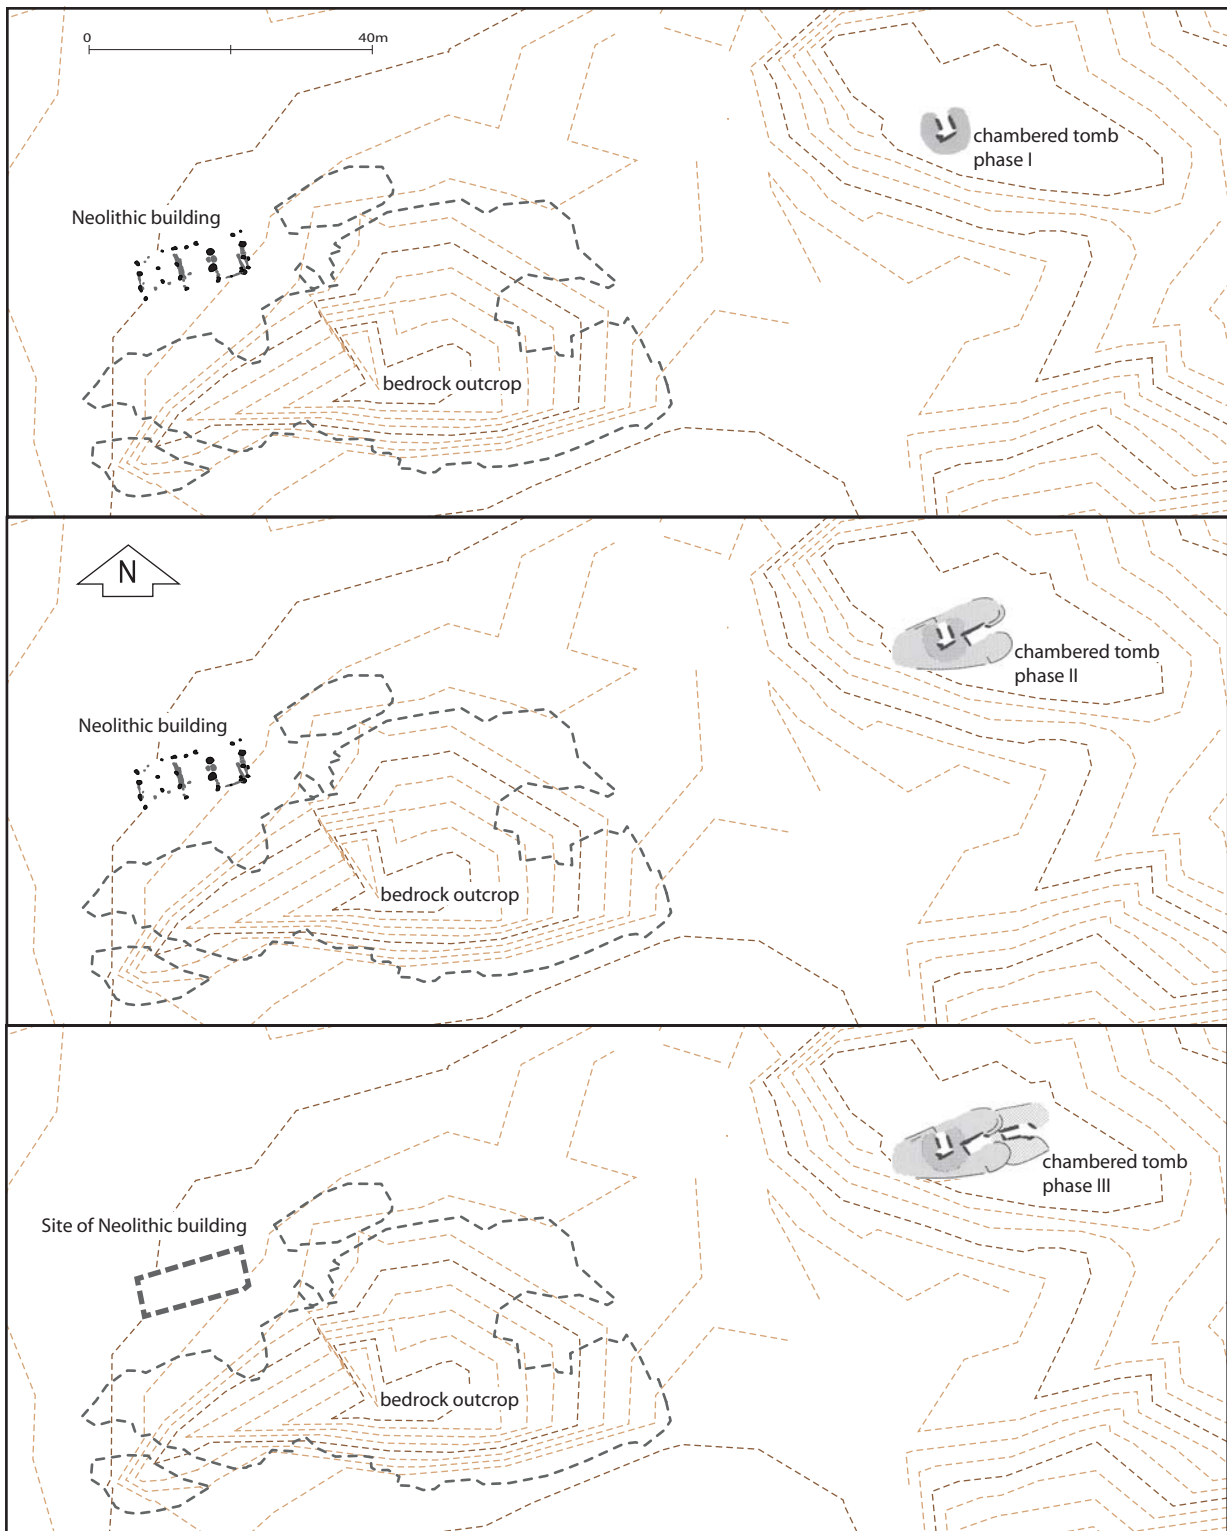 0 40m
chambered tomb
phase I
Neolithic building
bedrock outcrop
N
chambered tomb
phase II
Neolithic building
bedrock outcrop
chambered tomb
phase III
Site of Neolithic building
bedrock outcrop